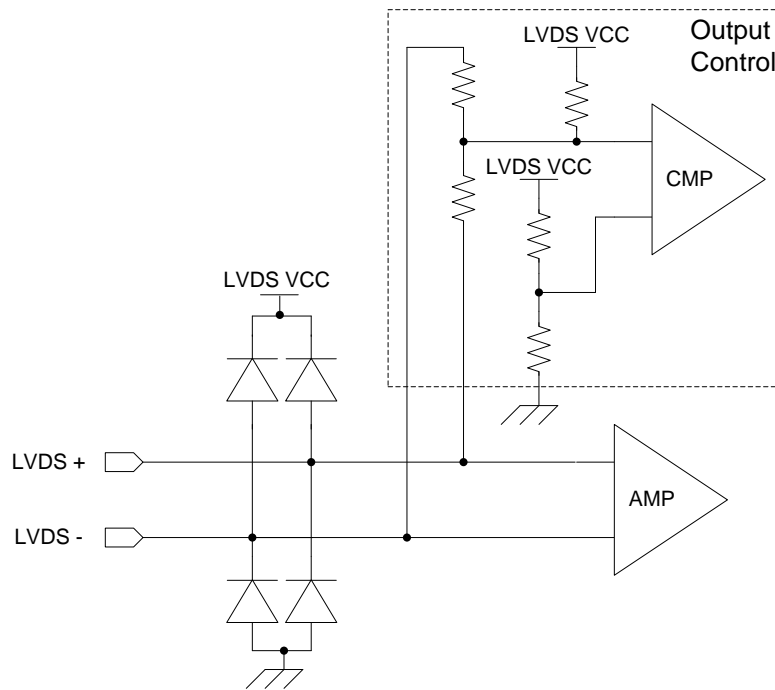 Output
Control
LVDS VCC
LVDS VCC
CMP
LVDS VCC
LVDS +
AMP
LVDS -